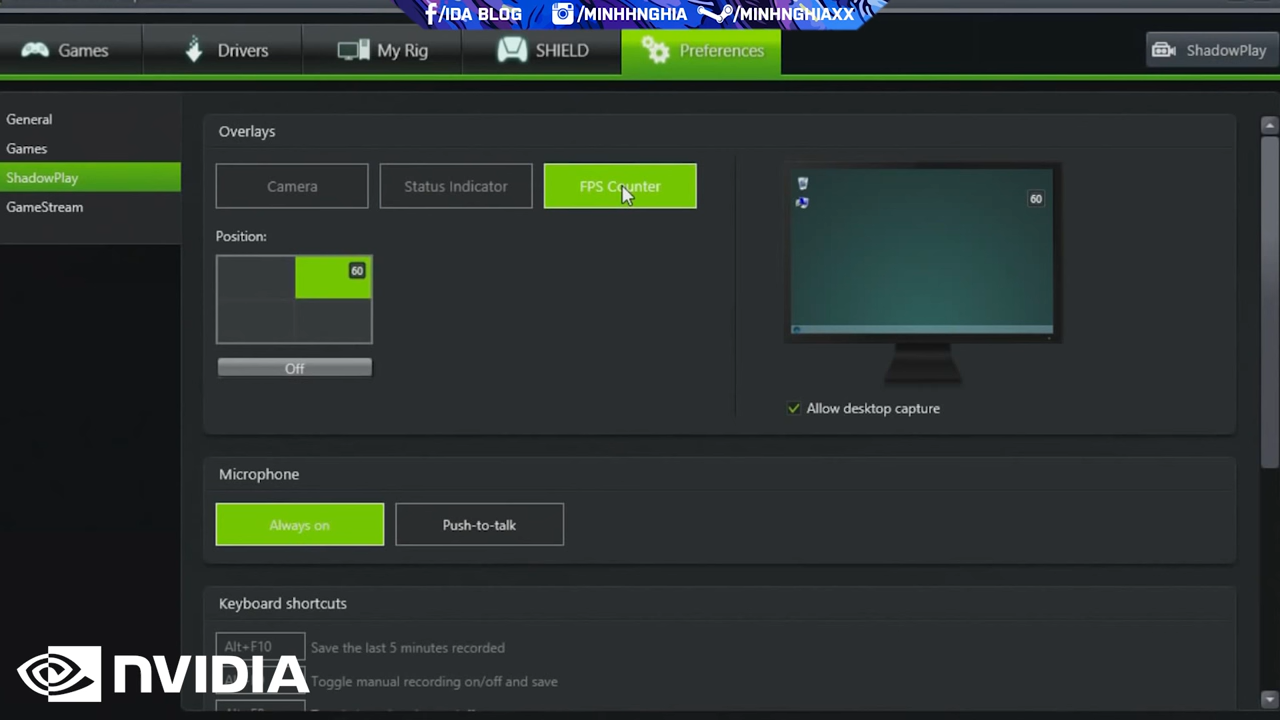 /IDA BLOG /MINHHNGHIA /MINHNGHIAXX
Games Drivers My Rig SHIELD Preferences ShadowPlay
General
Games
ShadowPlay
GameStream
Overlays
Camera Status Indicator FPS Counter
60
Position:
60
Off
Allow desktop capture
Microphone
Always on Push-to-talk
Keyboard shortcuts
Alt+F10 Save the last 5 minutes recorded
Toggle manual recording on/off and save
NVIDIA